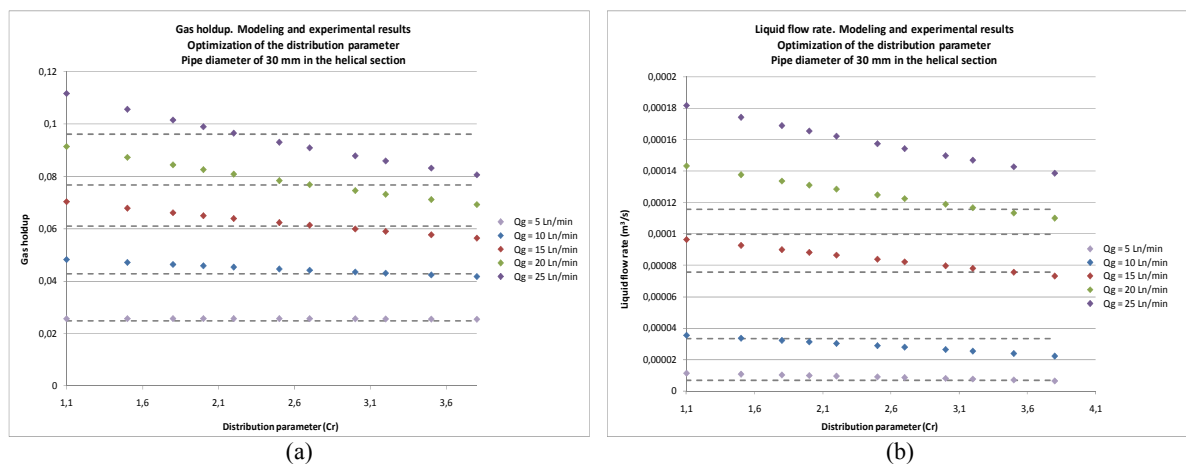 Gas holdup. Modeling and experimental results
Optimization of the distribution parameter
Pipe diameter of 30 mm in the helical section
0,12
0,1
0,08
0,06
0,04
0,02
0
Gas holdup
1,1
1,6
2,1
2,6
3,1
3,6
Distribution parameter (Cr)
Qg = 5 Ln/min
Qg = 10 Ln/min
Qg = 15 Ln/min
Qg = 20 Ln/min
Qg = 25 Ln/min
(a)
Liquid flow rate. Modeling and experimental results
Optimization of the distribution parameter
Pipe diameter of 30 mm in the helical section
0,0002
0,00018
0,00016
0,00014
0,00012
0,0001
0,00008
0,00006
0,00004
0,00002
0
Liquid flow rate (m³/s)
1,1
1,6
2,1
2,6
3,1
3,6
4,1
Distribution parameter (Cr)
Qg = 5 Ln/min
Qg = 10 Ln/min
Qg = 15 Ln/min
Qg = 20 Ln/min
Qg = 25 Ln/min
(b)